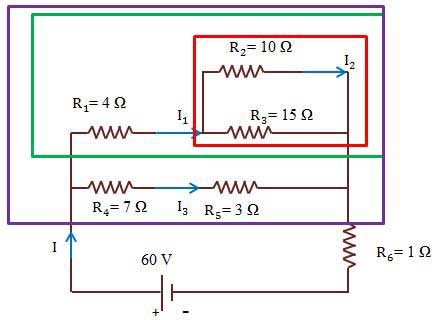 R₂= 10 Ω
I₂
R₁= 4 Ω
I₁
R₃= 15 Ω
R₄= 7 Ω
I₃
R₅= 3 Ω
I
60 V
R₆= 1 Ω
+
-